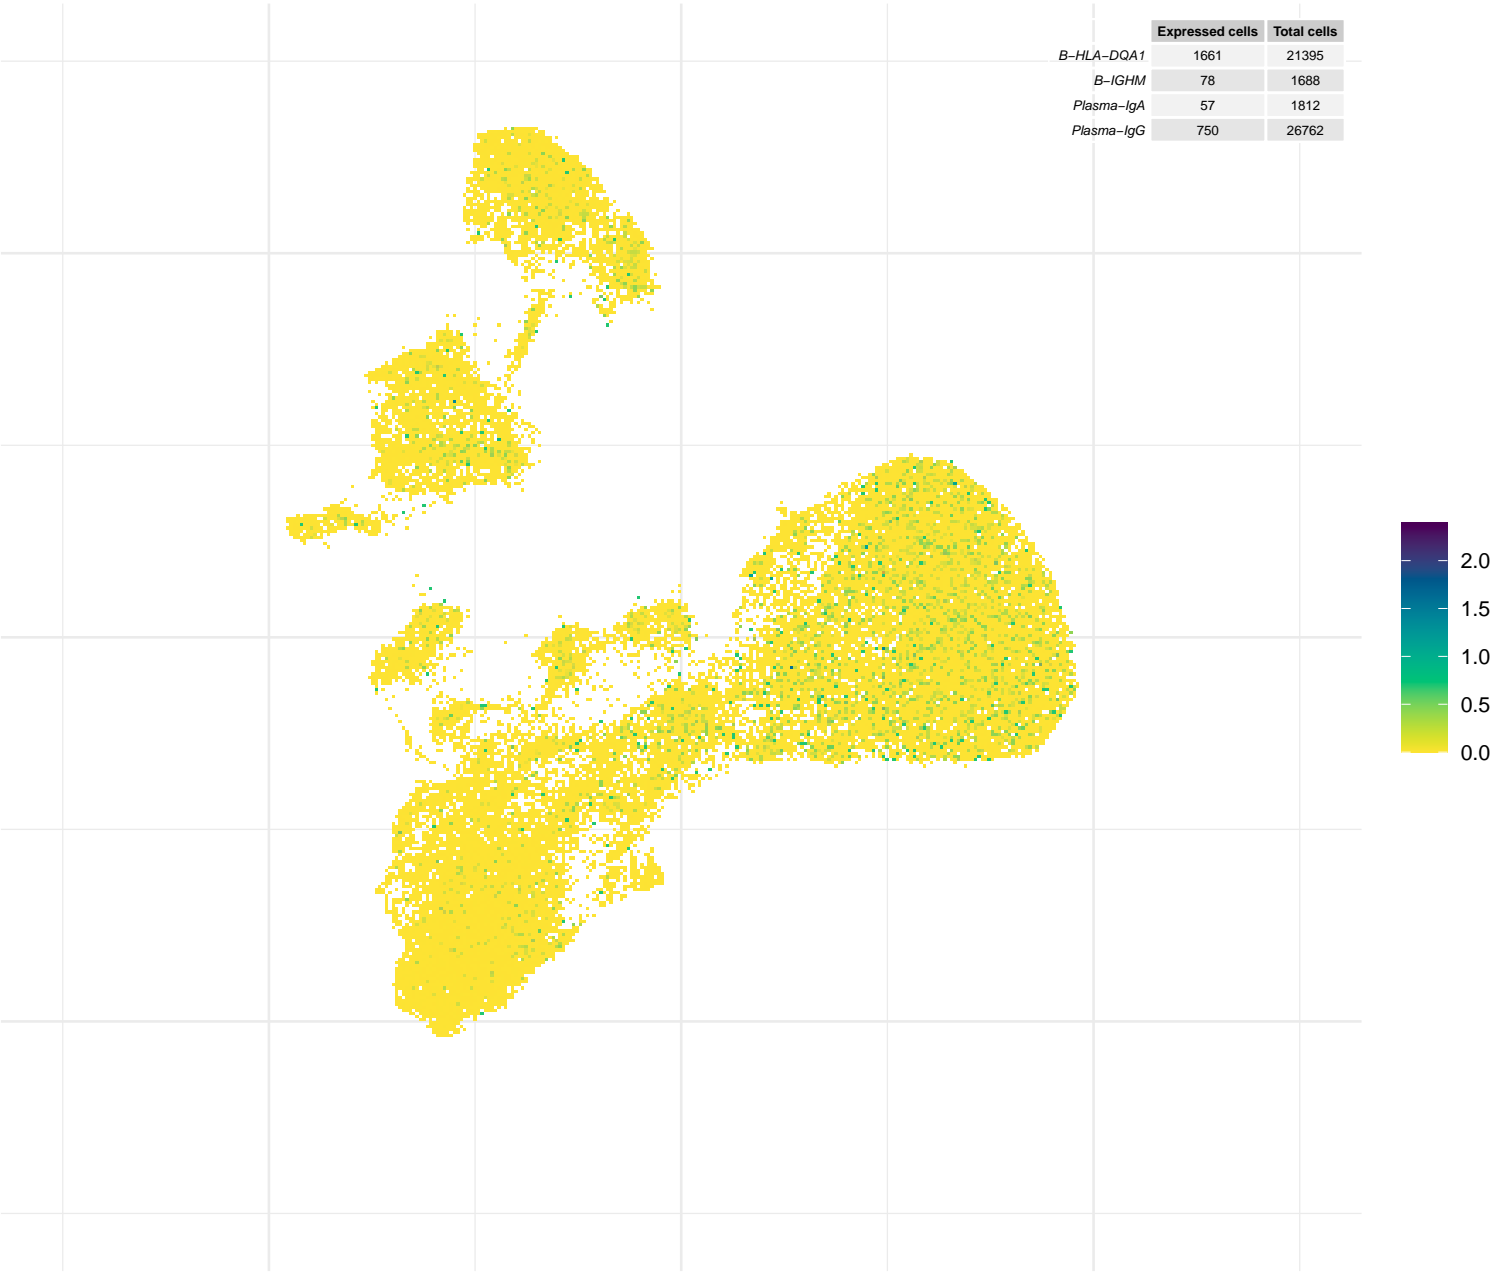 Expressed cells Total cells
B−HLA−DQA1 1661 21395
B−IGHM 78 1688
Plasma−IgA 57 1812
Plasma−IgG 750 26762
2.0
1.5
1.0
0.5
0.0